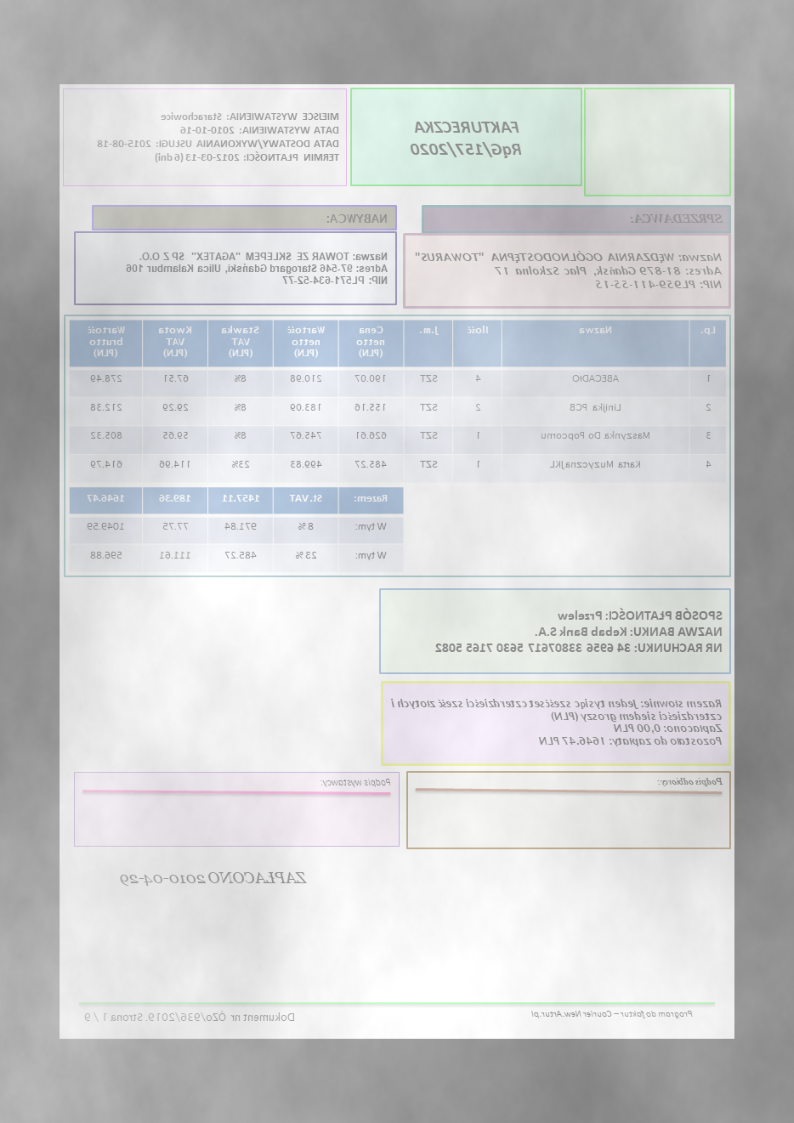 FAKTURECZKA
RqG/157/2020
MIEJSCE WYSTAWIENIA: Starachowice
DATA WYSTAWIENIA: 2010-10-16
DATA DOSTAWY/WYKONANIA USŁUGI: 2015-08-18
TERMIN PŁATNOŚCI: 2012-03-13 (6 dni)
SPRZEDAWCA:
Nazwa: WĘDZARNIA OGÓLNODOSTĘPNA "TOWARUS"
Adres: 81-879 Gdańsk, Plac Szkolna 17
NIP: PL959-411-55-15
NABYWCA:
Nazwa: TOWAR ZE SKLEPEM "AGATEX" SP Z O.O.
Adres: 97-546 Starogard Gdański, Ulica Kalambur 106
NIP: PL571-634-52-77
Lp. Nazwa Ilość J.m. Cena netto (PLN) Wartość netto (PLN) Stawka VAT (PLN) Kwota VAT (PLN) Wartość brutto (PLN)
1 ABECADłO 4 SZT 190.07 210.98 8% 67.51 278.49
2 Linijka PCB 2 SZT 155.16 183.09 8% 29.29 212.38
3 Maszynka Do Popcornu 1 SZT 626.61 745.67 8% 59.65 805.32
4 Karta MuzycznaJKL 1 SZT 485.27 499.83 23% 114.96 614.79
Razem: St.VAT 1457.11 189.36 1646.47
W tym: 8% 971.84 77.75 1049.59
W tym: 23% 485.27 111.61 596.88
SPOSÓB PŁATNOŚCI: Przelew
NAZWA BANKU: Kebab Bank S.A.
NR RACHUNKU: 34 6956 33807617 5630 7165 5082
Razem słownie: Jeden tysiąc sześćset czterdzieści sześć złotych i
czterdzieści siedem groszy (PLN)
Zapłacono: 0,00 PLN
Pozostało do zapłaty: 1646.47 PLN
Podpis odbiorcy:
Podpis wystawcy:
ZAPŁACONO 2010-04-29
Program do faktur – Courier New.Artur.pl
Dokument nr ÓŻo/936/2019. Strona 1 / 9